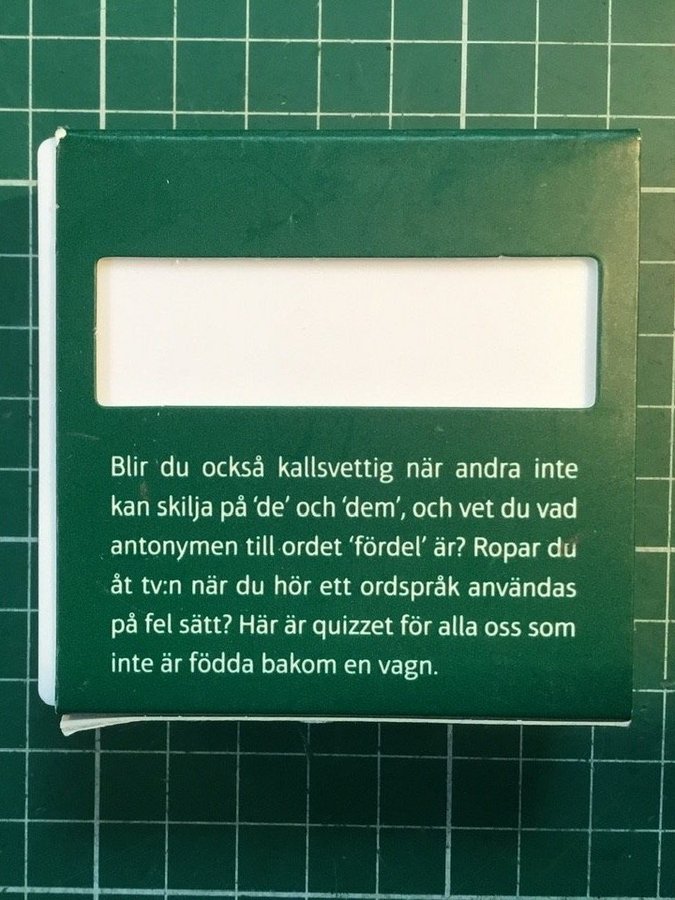 Blir du också kallsvettig när andra inte
kan skilja på ‘de’ och ‘dem’, och vet du vad
antonymen till ordet ‘fördel’ är? Ropar du
åt tv:n när du hör ett ordspråk användas
på fel sätt? Här är quizzet för alla oss som
inte är födda bakom en vagn.